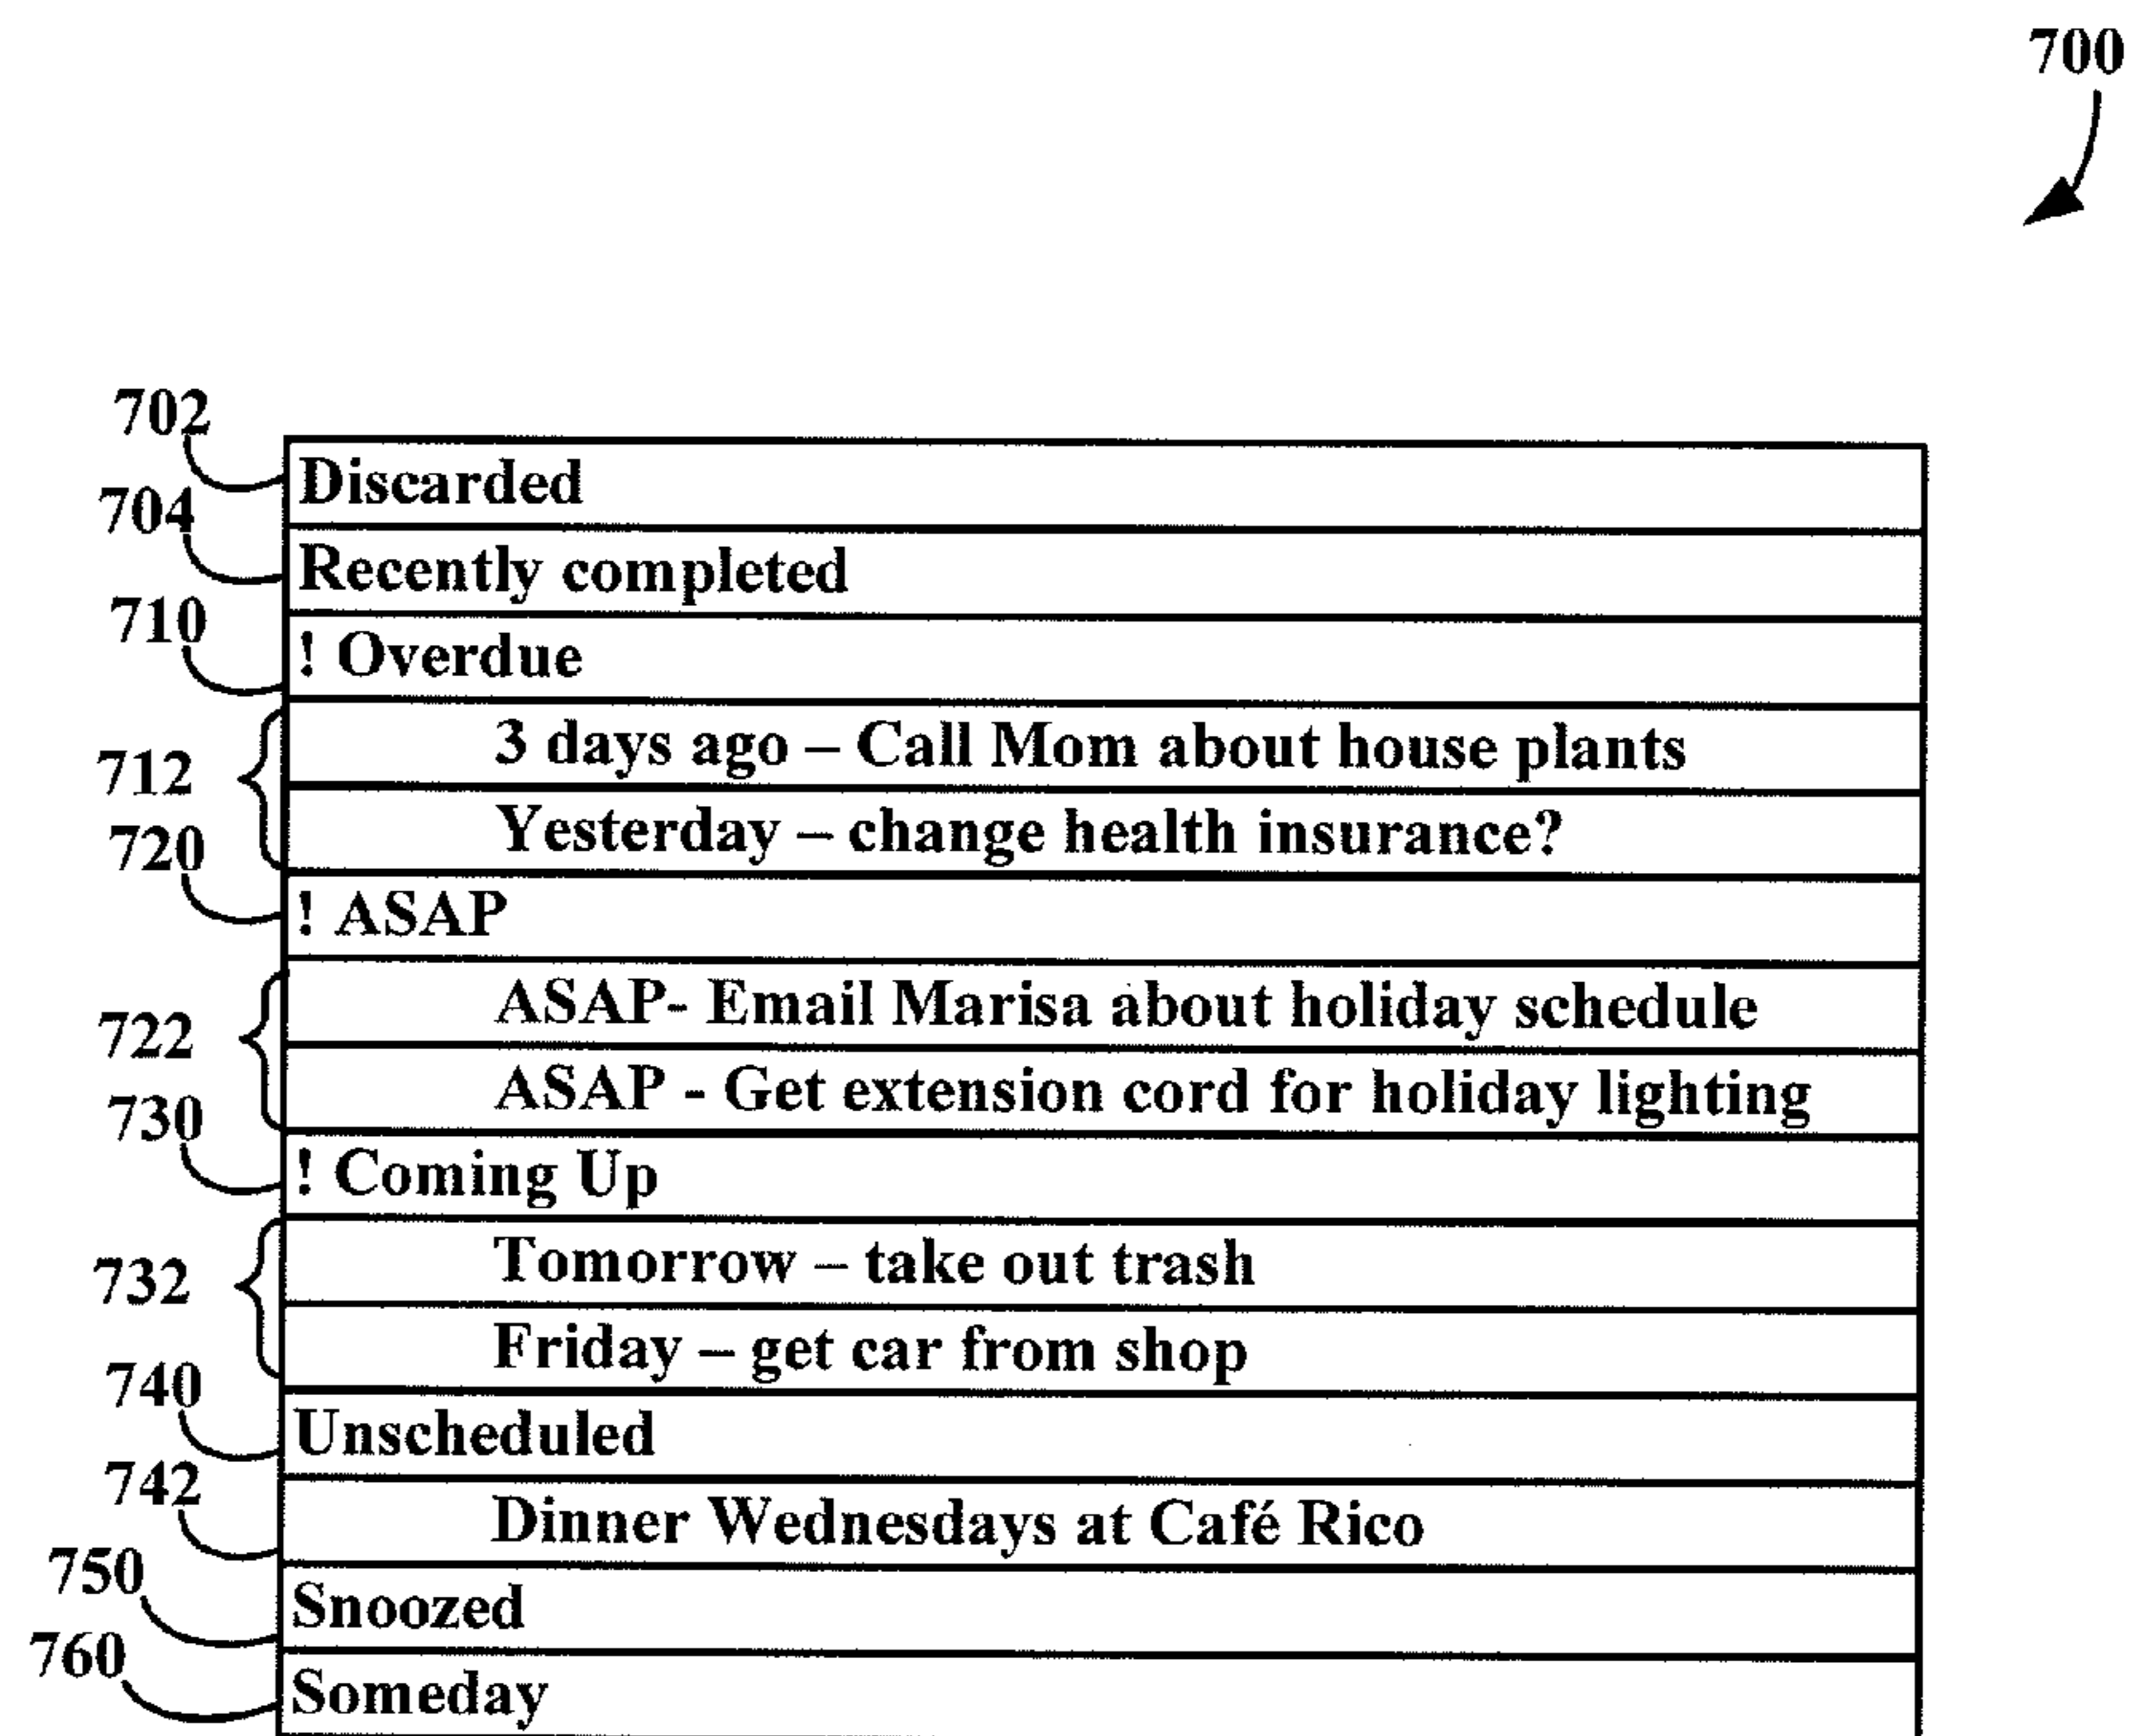 700
702
Discarded
704
Recently completed
710
! Overdue
712
3 days ago – Call Mom about house plants
Yesterday – change health insurance?
720
! ASAP
722
ASAP- Email Marisa about holiday schedule
ASAP - Get extension cord for holiday lighting
730
! Coming Up
732
Tomorrow – take out trash
Friday – get car from shop
740
Unscheduled
742
Dinner Wednesdays at Café Rico
750
Snoozed
760
Someday